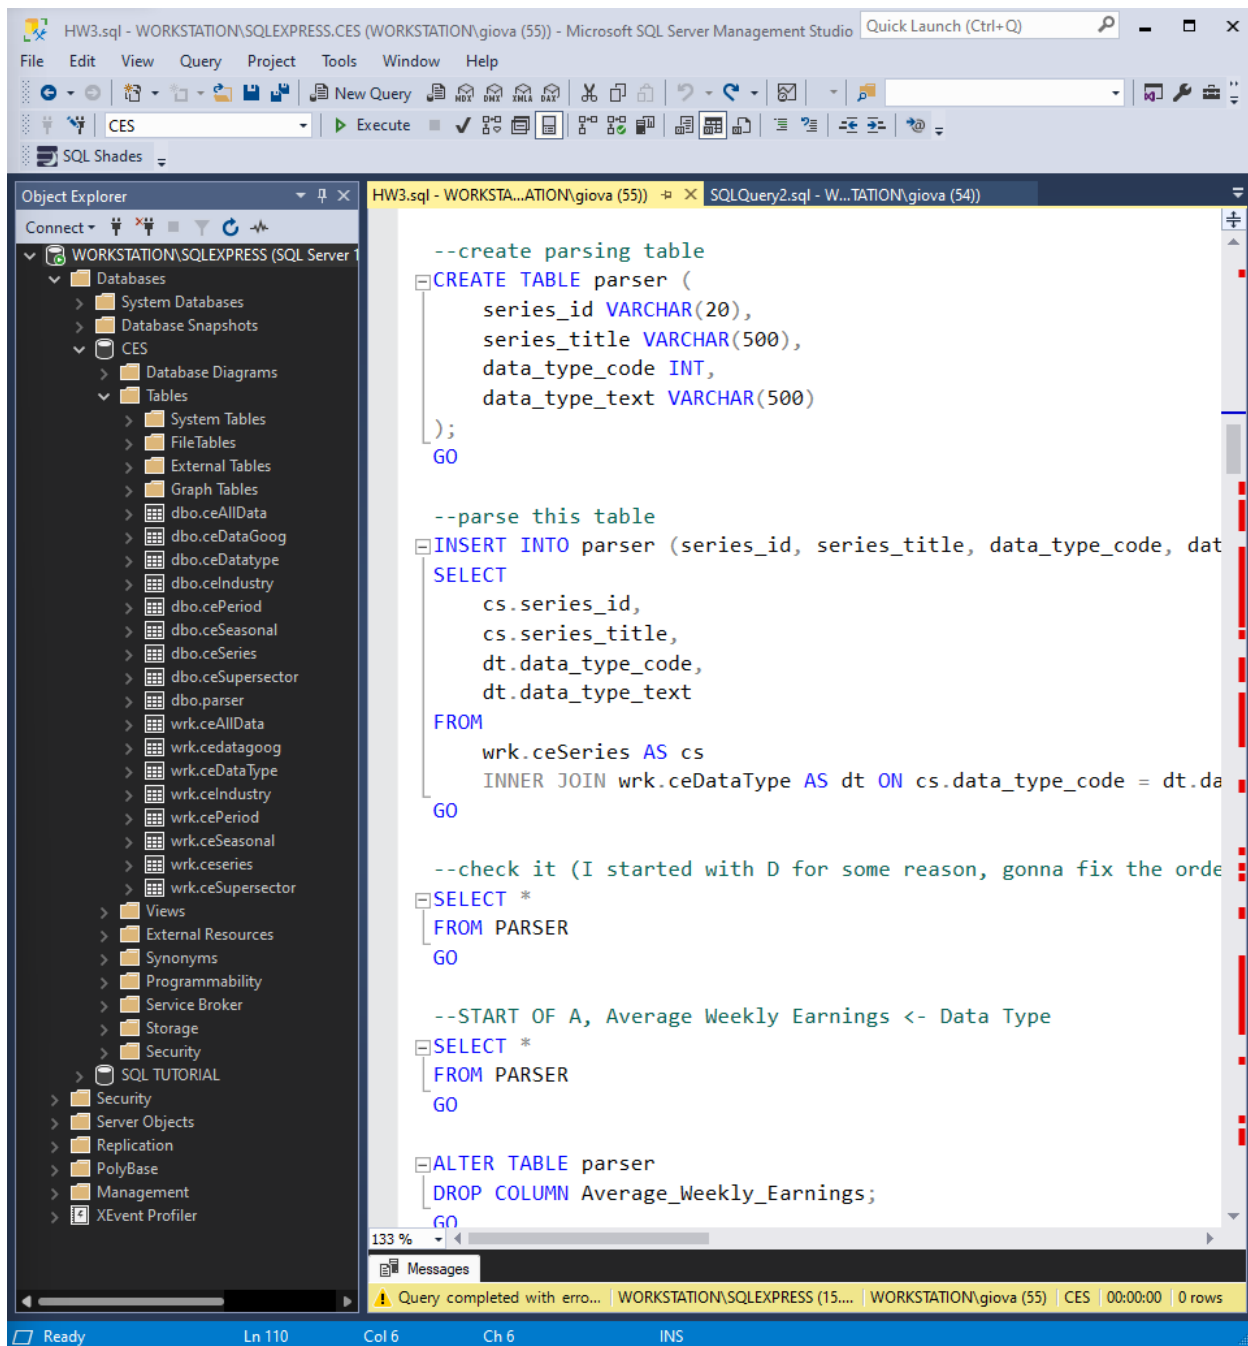 HW3.sql - WORKSTATION\SQLEXPRESS.CES (WORKSTATION\giova (55)) - Microsoft SQL Server Management Studio
Quick Launch (Ctrl+Q)
File Edit View Query Project Tools Window Help
New Query MDX DMX XMLA DAX
CES Execute
SQL Shades
Object Explorer
Connect
WORKSTATION\SQLEXPRESS (SQL Server 1
Databases
System Databases
Database Snapshots
CES
Database Diagrams
Tables
System Tables
FileTables
External Tables
Graph Tables
dbo.ceAllData
dbo.ceDataGoog
dbo.ceDatatype
dbo.ceIndustry
dbo.cePeriod
dbo.ceSeasonal
dbo.ceSeries
dbo.ceSupersector
dbo.parser
wrk.ceAllData
wrk.cedatagoog
wrk.ceDataType
wrk.ceIndustry
wrk.cePeriod
wrk.ceSeasonal
wrk.ceseries
wrk.ceSupersector
Views
External Resources
Synonyms
Programmability
Service Broker
Storage
Security
SQL TUTORIAL
Security
Server Objects
Replication
PolyBase
Management
XEvent Profiler
HW3.sql - WORKSTA...ATION\giova (55)) SQLQuery2.sql - W...TATION\giova (54))
--create parsing table
CREATE TABLE parser (
series_id VARCHAR(20),
series_title VARCHAR(500),
data_type_code INT,
data_type_text VARCHAR(500)
);
GO
--parse this table
INSERT INTO parser (series_id, series_title, data_type_code, dat
SELECT
cs.series_id,
cs.series_title,
dt.data_type_code,
dt.data_type_text
FROM
wrk.ceSeries AS cs
INNER JOIN wrk.ceDataType AS dt ON cs.data_type_code = dt.da
GO
--check it (I started with D for some reason, gonna fix the orde
SELECT *
FROM PARSER
GO
--START OF A, Average Weekly Earnings <- Data Type
SELECT *
FROM PARSER
GO
ALTER TABLE parser
DROP COLUMN Average_Weekly_Earnings;
GO
133 %
Messages
Query completed with erro... WORKSTATION\SQLEXPRESS (15.... WORKSTATION\giova (55) CES 00:00:00 0 rows
Ready Ln 110 Col 6 Ch 6 INS